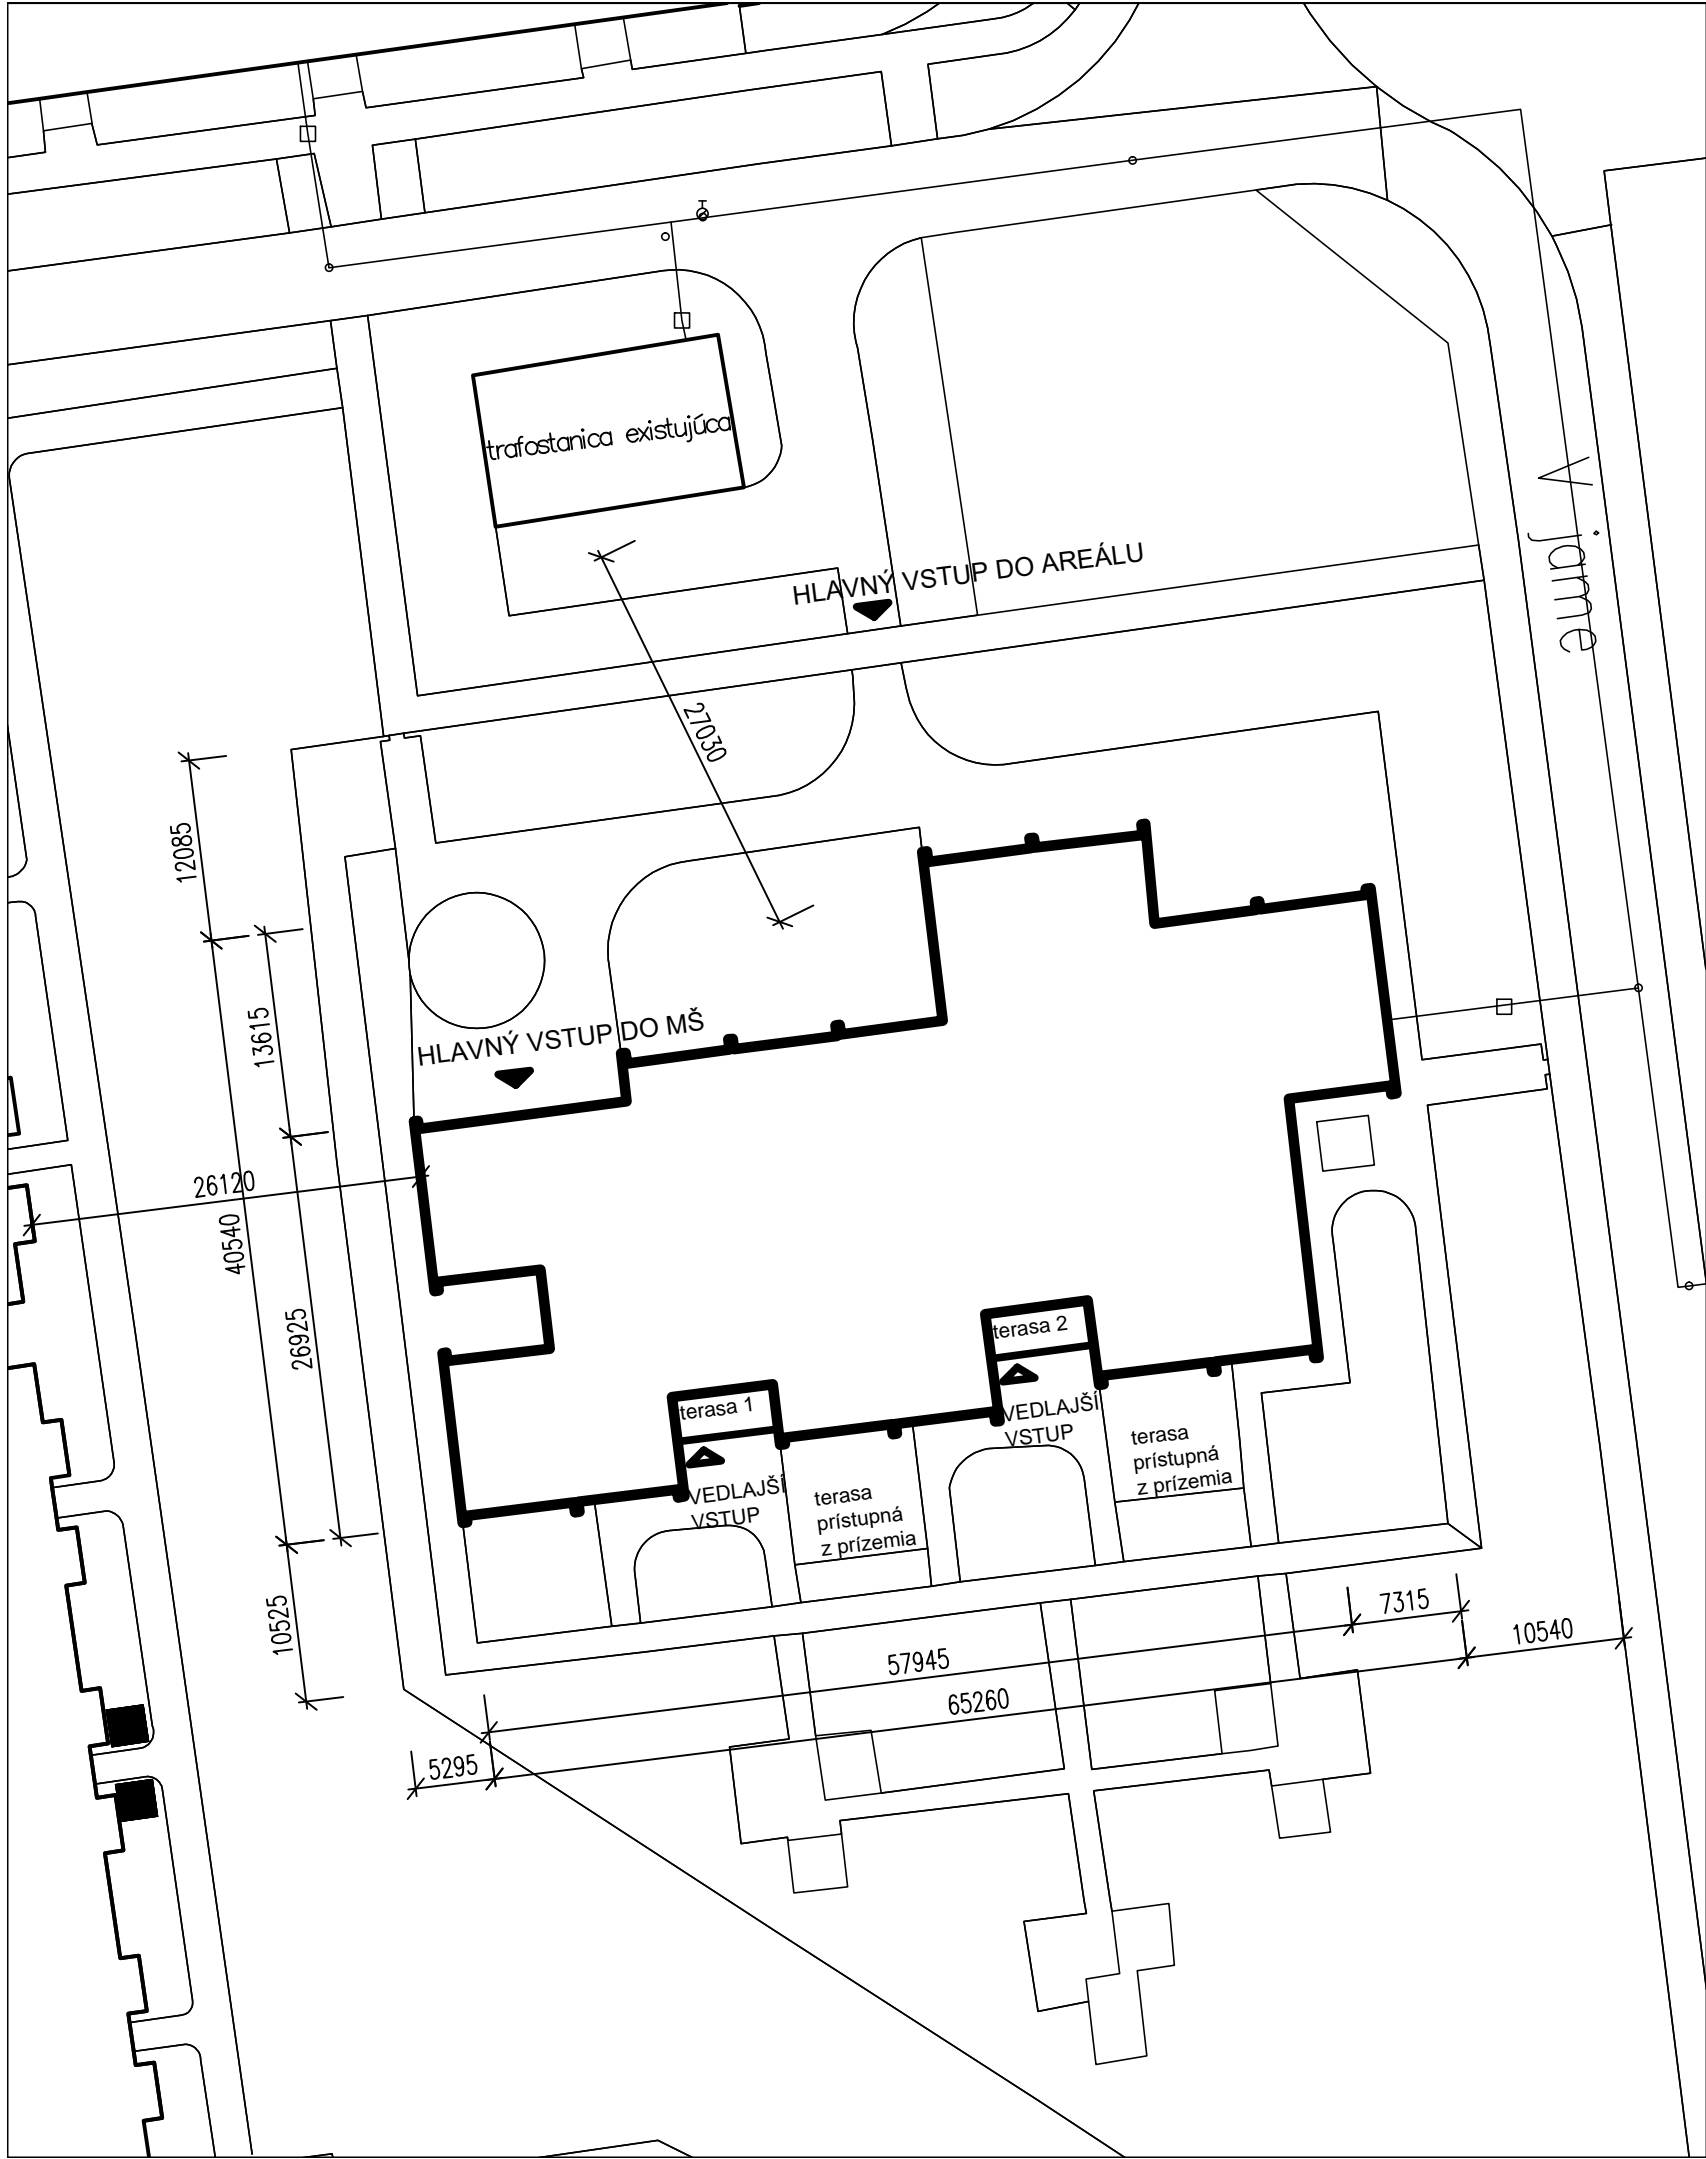 trafostanica existujúca
V jame
HLAVNÝ VSTUP DO AREÁLU
27030
12085
13615
HLAVNÝ VSTUP DO MŠ
26120
40540
26925
terasa 2
VEDLAJŠÍ
VSTUP
terasa 1
VEDLAJŠÍ
VSTUP
terasa
prístupná
z prízemia
terasa
prístupná
z prízemia
10525
7315
10540
57945
65260
5295